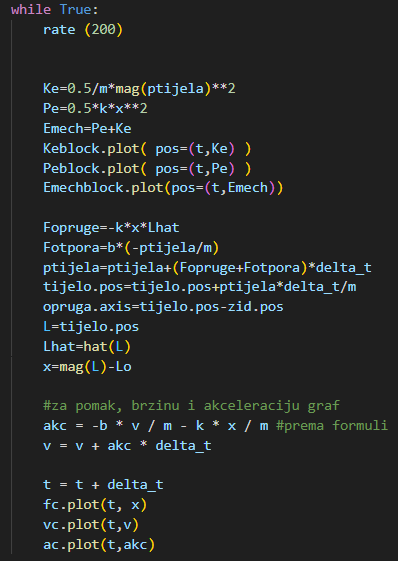 while True:
    rate (200)


    Ke=0.5/m*mag(ptijela)**2
    Pe=0.5*k*x**2
    Emech=Pe+Ke
    Keblock.plot( pos=(t,Ke) )
    Peblock.plot( pos=(t,Pe) )
    Emechblock.plot(pos=(t,Emech))

    Fopruge=-k*x*Lhat
    Fotpora=b*(-ptijela/m)
    ptijela=ptijela+(Fopruge+Fotpora)*delta_t
    tijelo.pos=tijelo.pos+ptijela*delta_t/m
    opruga.axis=tijelo.pos-zid.pos
    L=tijelo.pos
    Lhat=hat(L)
    x=mag(L)-Lo

    #za pomak, brzinu i akceleraciju graf
    akc = -b * v / m - k * x / m #prema formuli
    v = v + akc * delta_t

    t = t + delta_t
    fc.plot(t, x)
    vc.plot(t,v)
    ac.plot(t,akc)